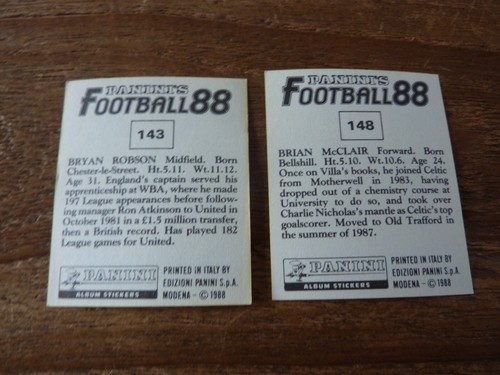 PANINI'S
FOOTBALL 88
143
BRYAN ROBSON Midfield. Born
Chester-le-Street. Ht.5.11. Wt.11.12.
Age 31. England's captain served his
apprenticeship at WBA, where he made
197 League appearances before follow-
ing manager Ron Atkinson to United in
October 1981 in a £1.5 million transfer,
then a British record. Has played 182
League games for United.
PANINI
ALBUM STICKERS
PRINTED IN ITALY BY
EDIZIONI PANINI S.p.A.
MODENA - © 1988
PANINI'S
FOOTBALL 88
148
BRIAN McCLAIR Forward. Born
Bellshill. Ht.5.10. Wt.10.6. Age 24.
Once on Villa's books, he joined Celtic
from Motherwell in 1983, having
dropped out of a chemistry course at
University to do so, and took over
Charlie Nicholas's mantle as Celtic's top
goalscorer. Moved to Old Trafford in
the summer of 1987.
PANINI
ALBUM STICKERS
PRINTED IN ITALY BY
EDIZIONI PANINI S.p.A.
MODENA - © 1988